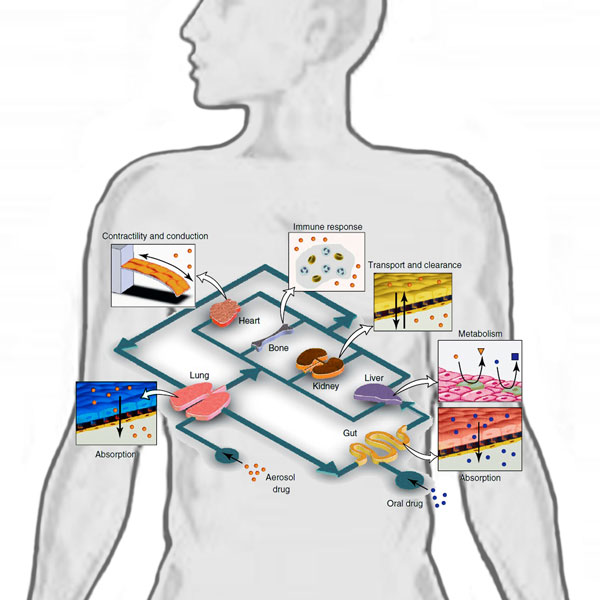 Immune response
Contractility and conduction
Transport and clearance
Heart
Metabolism
Bone
Lung
Kidney
Liver
Gut
Absorption
Aerosol
drug
Absorption
Oral drug